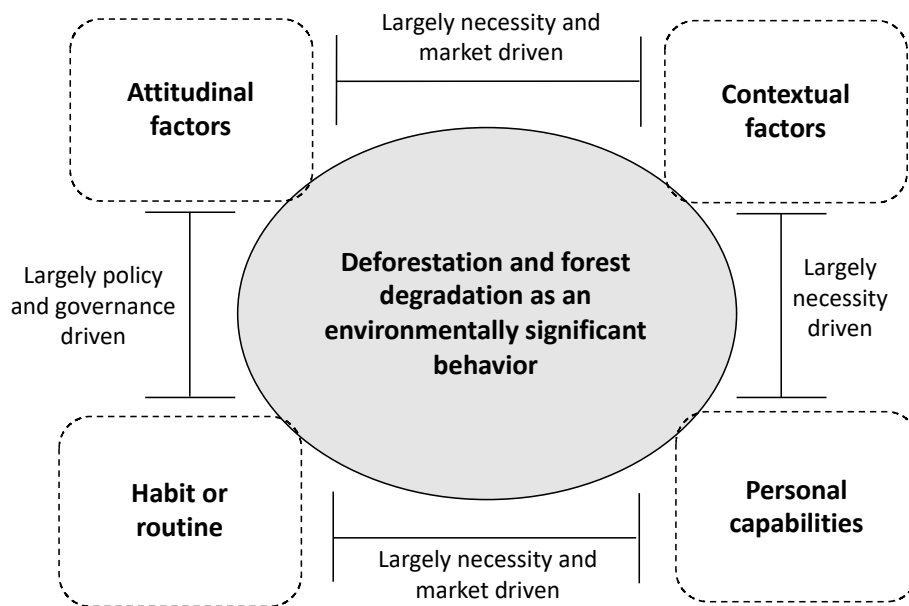 Largely necessity and
market driven
Attitudinal
factors
Contextual
factors
Deforestation and forest
degradation as an
environmentally significant
behavior
Largely policy
and governance
driven
Largely
necessity
driven
Habit or
routine
Personal
capabilities
Largely necessity and
market driven